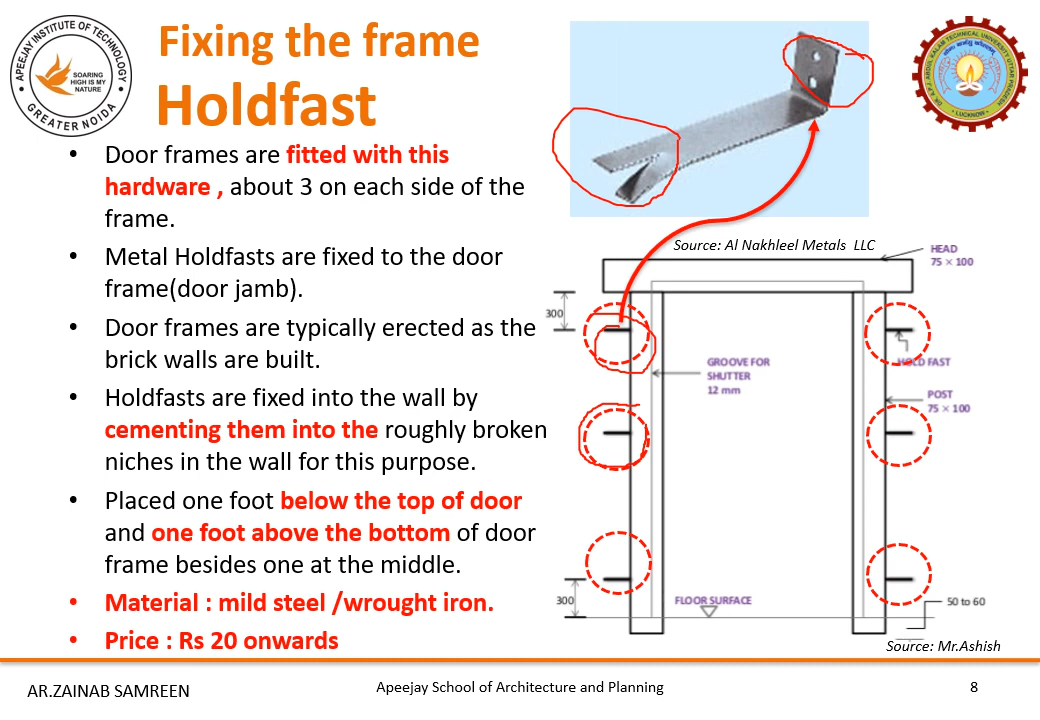 APEEJAY INSTITUTE OF TECHNOLOGY
SOARING
HIGH IS MY
NATURE
GREATER NOIDA
Fixing the frame
Holdfast
• Door frames are fitted with this
hardware , about 3 on each side of the
frame.
• Metal Holdfasts are fixed to the door
frame(door jamb).
• Door frames are typically erected as the
brick walls are built.
• Holdfasts are fixed into the wall by
cementing them into the roughly broken
niches in the wall for this purpose.
• Placed one foot below the top of door
and one foot above the bottom of door
frame besides one at the middle.
• Material : mild steel /wrought iron.
• Price : Rs 20 onwards
Source: Al Nakhleel Metals LLC
HEAD
75 × 100
300
HOLD FAST
GROOVE FOR
SHUTTER
12 mm
POST
75 × 100
300
FLOOR SURFACE
50 to 60
Source: Mr.Ashish
AR.ZAINAB SAMREEN
Apeejay School of Architecture and Planning
8